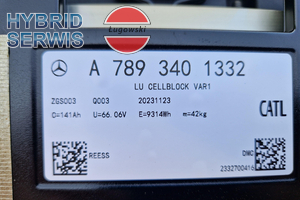 HYBRID
SERWIS
Łagowski
A 789 340 1332
LU CELLBLOCK VAR1
ZGS003 Q003 20231123
C=141Ah U=66.06V E=9314Wh m=42kg
CATL
REESS
DMC
2332700416